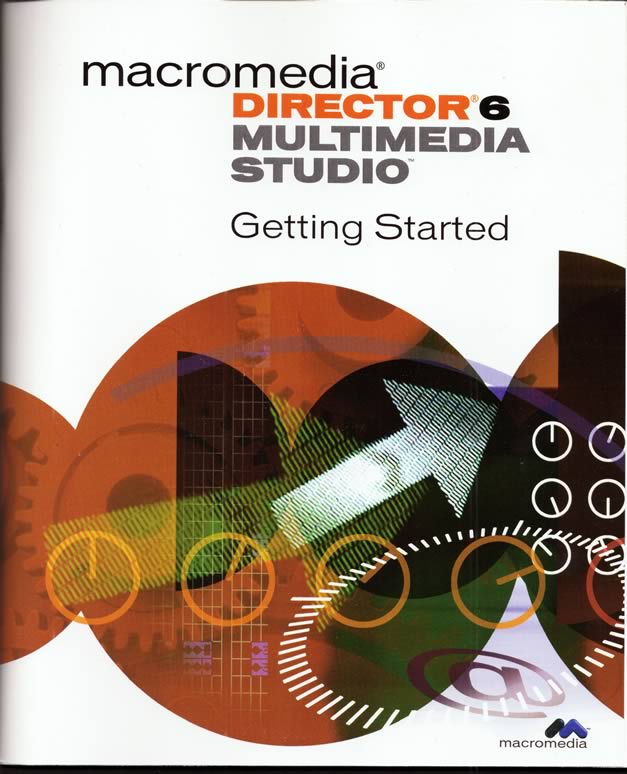 macromedia®
DIRECTOR®6
MULTIMEDIA
STUDIO™
Getting Started
@
macromedia